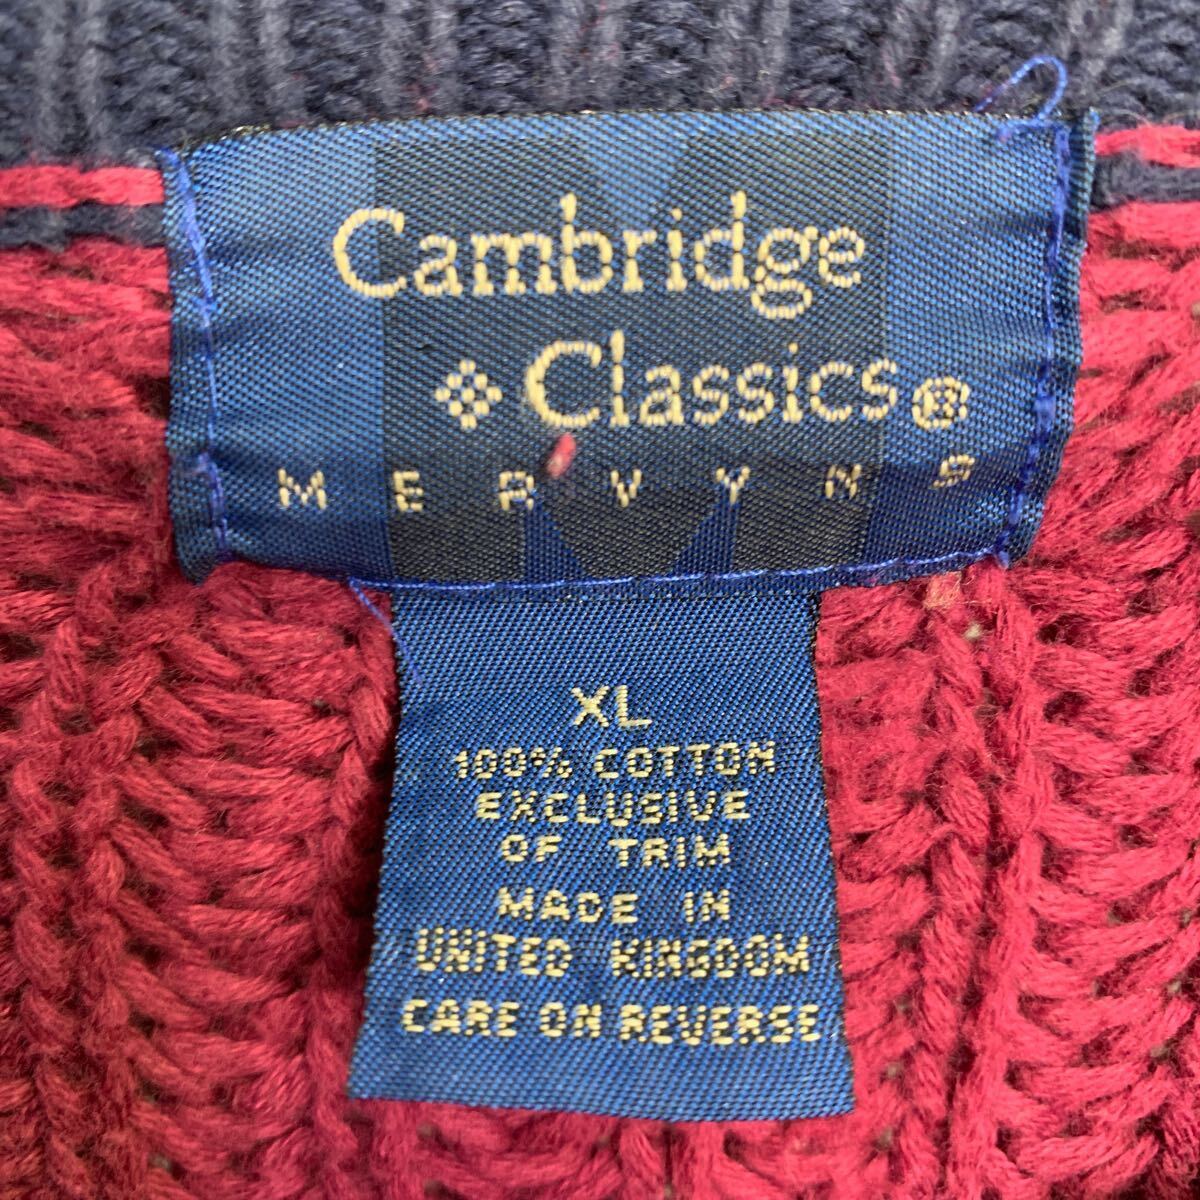 Cambridge
Classics®
MERVYNS
XL
100% COTTON
EXCLUSIVE
OF TRIM
MADE IN
UNITED KINGDOM
CARE ON REVERSE